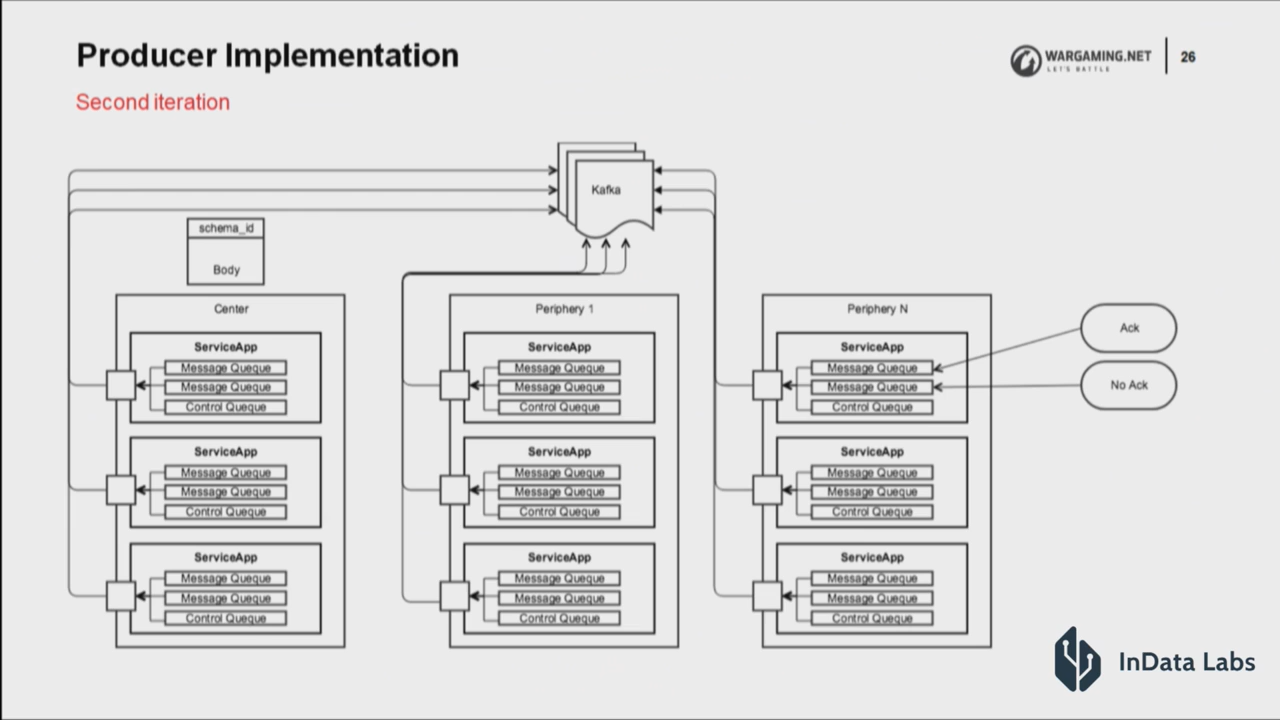 Producer Implementation
WARGAMING.NET
LET'S BATTLE
26
Second iteration
Kafka
schema_id
Body
Center
Periphery 1
Periphery N
ServiceApp
Message Queque
Message Queque
Control Queque
ServiceApp
Message Queque
Message Queque
Control Queque
ServiceApp
Message Queque
Message Queque
Control Queque
ServiceApp
Message Queque
Message Queque
Control Queque
ServiceApp
Message Queque
Message Queque
Control Queque
ServiceApp
Message Queque
Message Queque
Control Queque
ServiceApp
Message Queque
Message Queque
Control Queque
ServiceApp
Message Queque
Message Queque
Control Queque
ServiceApp
Message Queque
Message Queque
Control Queque
Ack
No Ack
InData Labs